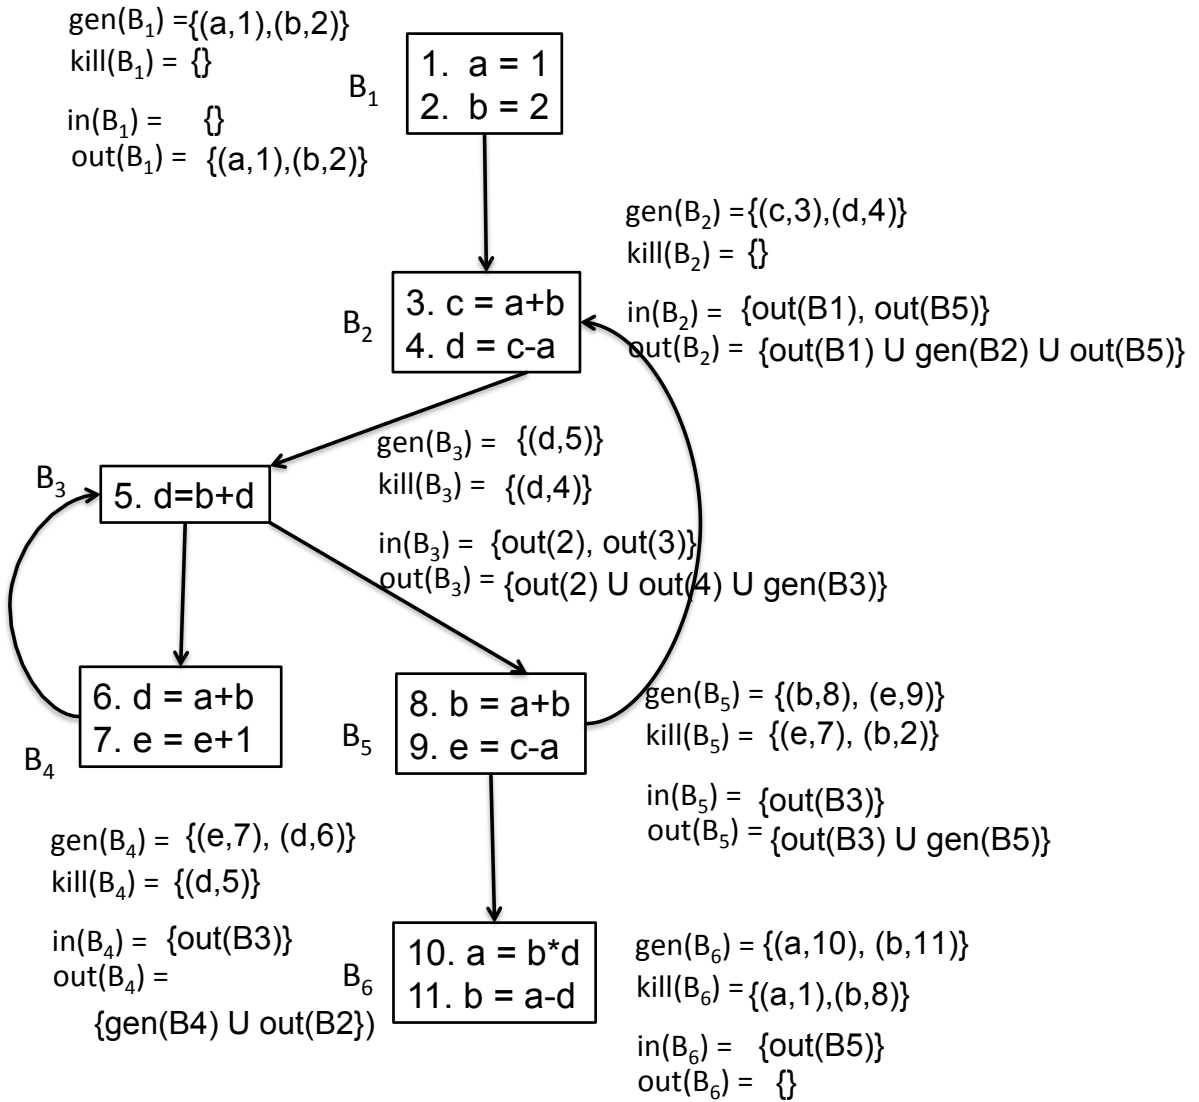 gen(B₁) ={(a,1),(b,2)}
kill(B₁) = {}
in(B₁) = {}
out(B₁) = {(a,1),(b,2)}
B₁
1. a = 1
2. b = 2
gen(B₂) ={(c,3),(d,4)}
kill(B₂) = {}
in(B₂) = {out(B1), out(B5)}
out(B₂) = {out(B1) U gen(B2) U out(B5)}
B₂
3. c = a+b
4. d = c-a
gen(B₃) = {(d,5)}
kill(B₃) = {(d,4)}
in(B₃) = {out(2), out(3)}
out(B₃) = {out(2) U out(4) U gen(B3)}
B₃
5. d=b+d
6. d = a+b
7. e = e+1
B₄
gen(B₄) = {(e,7), (d,6)}
kill(B₄) = {(d,5)}
in(B₄) = {out(B3)}
out(B₄) =
{gen(B4) U out(B2})
8. b = a+b
9. e = c-a
B₅
gen(B₅) = {(b,8), (e,9)}
kill(B₅) = {(e,7), (b,2)}
in(B₅) = {out(B3)}
out(B₅) = {out(B3) U gen(B5)}
B₆
10. a = b*d
11. b = a-d
gen(B₆) = {(a,10), (b,11)}
kill(B₆) = {(a,1),(b,8)}
in(B₆) = {out(B5)}
out(B₆) = {}